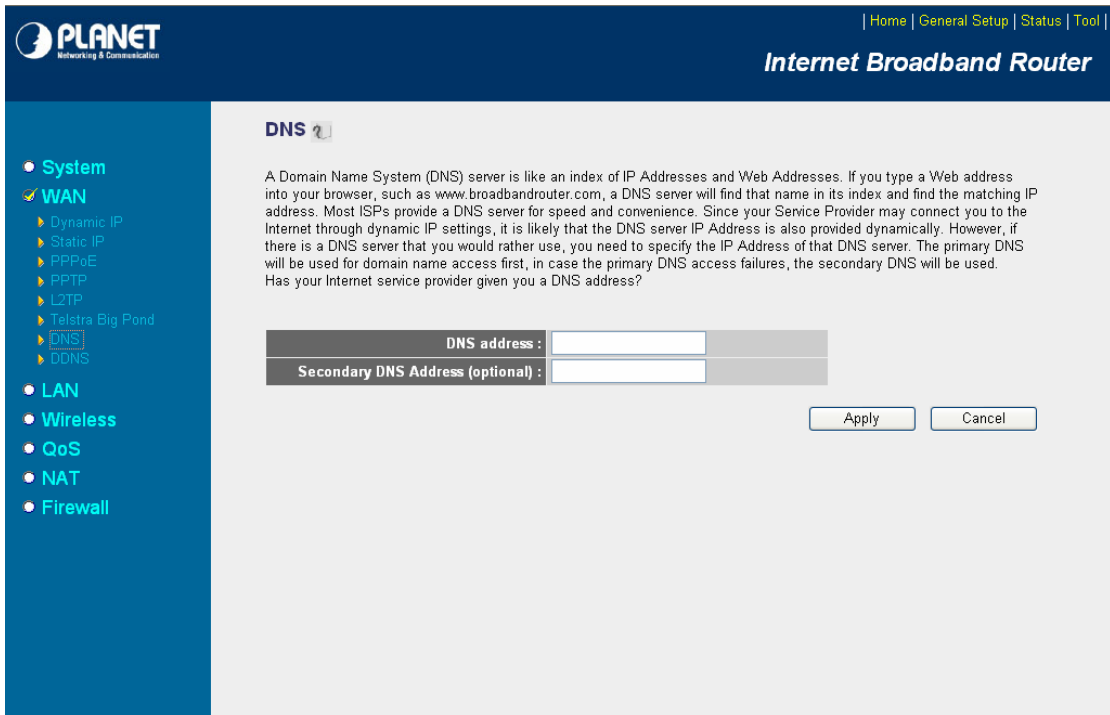 PLANET
Networking & Communication
| Home | General Setup | Status | Tool |
Internet Broadband Router
System
WAN
Dynamic IP
Static IP
PPPoE
PPTP
L2TP
Telstra Big Pond
DNS
DDNS
LAN
Wireless
QoS
NAT
Firewall
DNS
A Domain Name System (DNS) server is like an index of IP Addresses and Web Addresses. If you type a Web address
into your browser, such as www.broadbandrouter.com, a DNS server will find that name in its index and find the matching IP
address. Most ISPs provide a DNS server for speed and convenience. Since your Service Provider may connect you to the
Internet through dynamic IP settings, it is likely that the DNS server IP Address is also provided dynamically. However, if
there is a DNS server that you would rather use, you need to specify the IP Address of that DNS server. The primary DNS
will be used for domain name access first, in case the primary DNS access failures, the secondary DNS will be used.
Has your Internet service provider given you a DNS address?
DNS address :
Secondary DNS Address (optional) :
Apply
Cancel